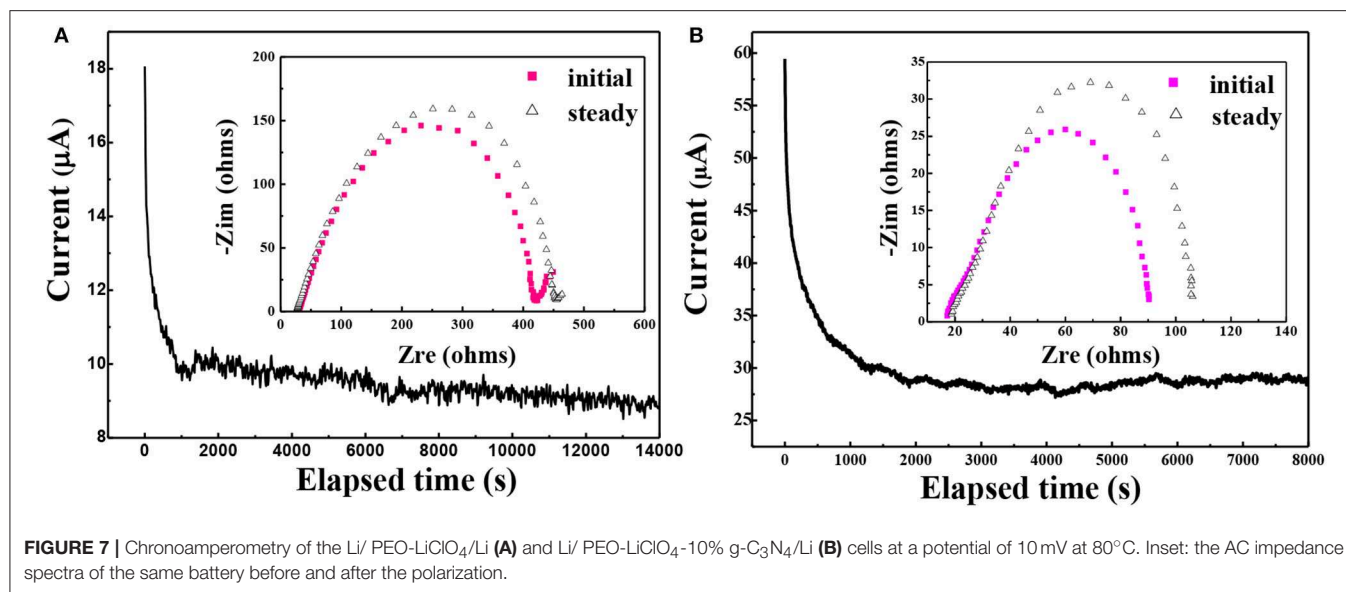 A
18
16
14
12
10
8
Current (μA)
0 2000 4000 6000 8000 10000 12000 14000
Elapsed time (s)
200
150
100
50
0
-Zim (ohms)
0 100 200 300 400 500 600
Zre (ohms)
initial
steady
B
60
55
50
45
40
35
30
25
Current (μA)
0 1000 2000 3000 4000 5000 6000 7000 8000
Elapsed time (s)
35
30
25
20
15
10
5
0
-Zim (ohms)
20 40 60 80 100 120 140
Zre (ohms)
initial
steady
FIGURE 7 | Chronoamperometry of the Li/ PEO-LiClO₄/Li (A) and Li/ PEO-LiClO₄-10% g-C₃N₄/Li (B) cells at a potential of 10 mV at 80°C. Inset: the AC impedance
spectra of the same battery before and after the polarization.